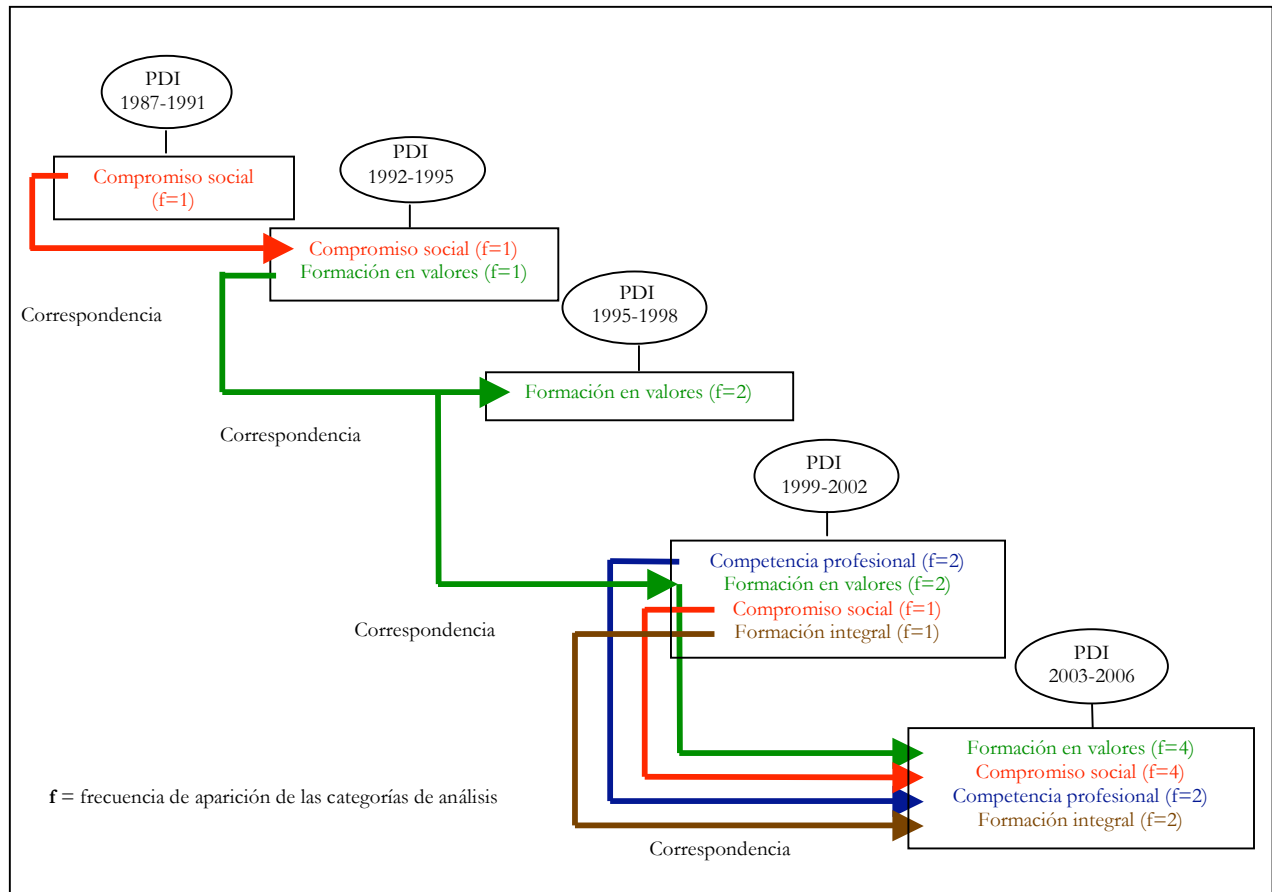 PDI
1987-1991
Compromiso social
(f=1)
PDI
1992-1995
Compromiso social (f=1)
Formación en valores (f=1)
Correspondencia
PDI
1995-1998
Formación en valores (f=2)
Correspondencia
PDI
1999-2002
Competencia profesional (f=2)
Formación en valores (f=2)
Compromiso social (f=1)
Formación integral (f=1)
Correspondencia
PDI
2003-2006
Formación en valores (f=4)
Compromiso social (f=4)
Competencia profesional (f=2)
Formación integral (f=2)
f = frecuencia de aparición de las categorías de análisis
Correspondencia